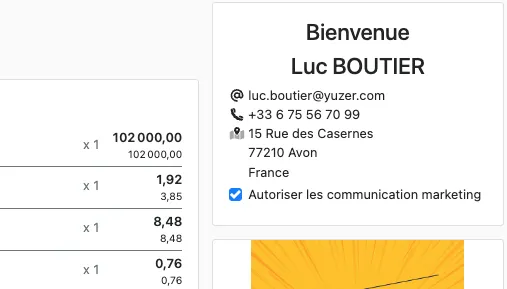 Bienvenue
Luc BOUTIER
luc.boutier@yuzer.com
+33 6 75 56 70 99
15 Rue des Casernes
77210 Avon
France
Autoriser les communication marketing
x 1 102 000,00
102 000,00
x 1 1,92
3,85
x 1 8,48
8,48
x 1 0,76
0,76